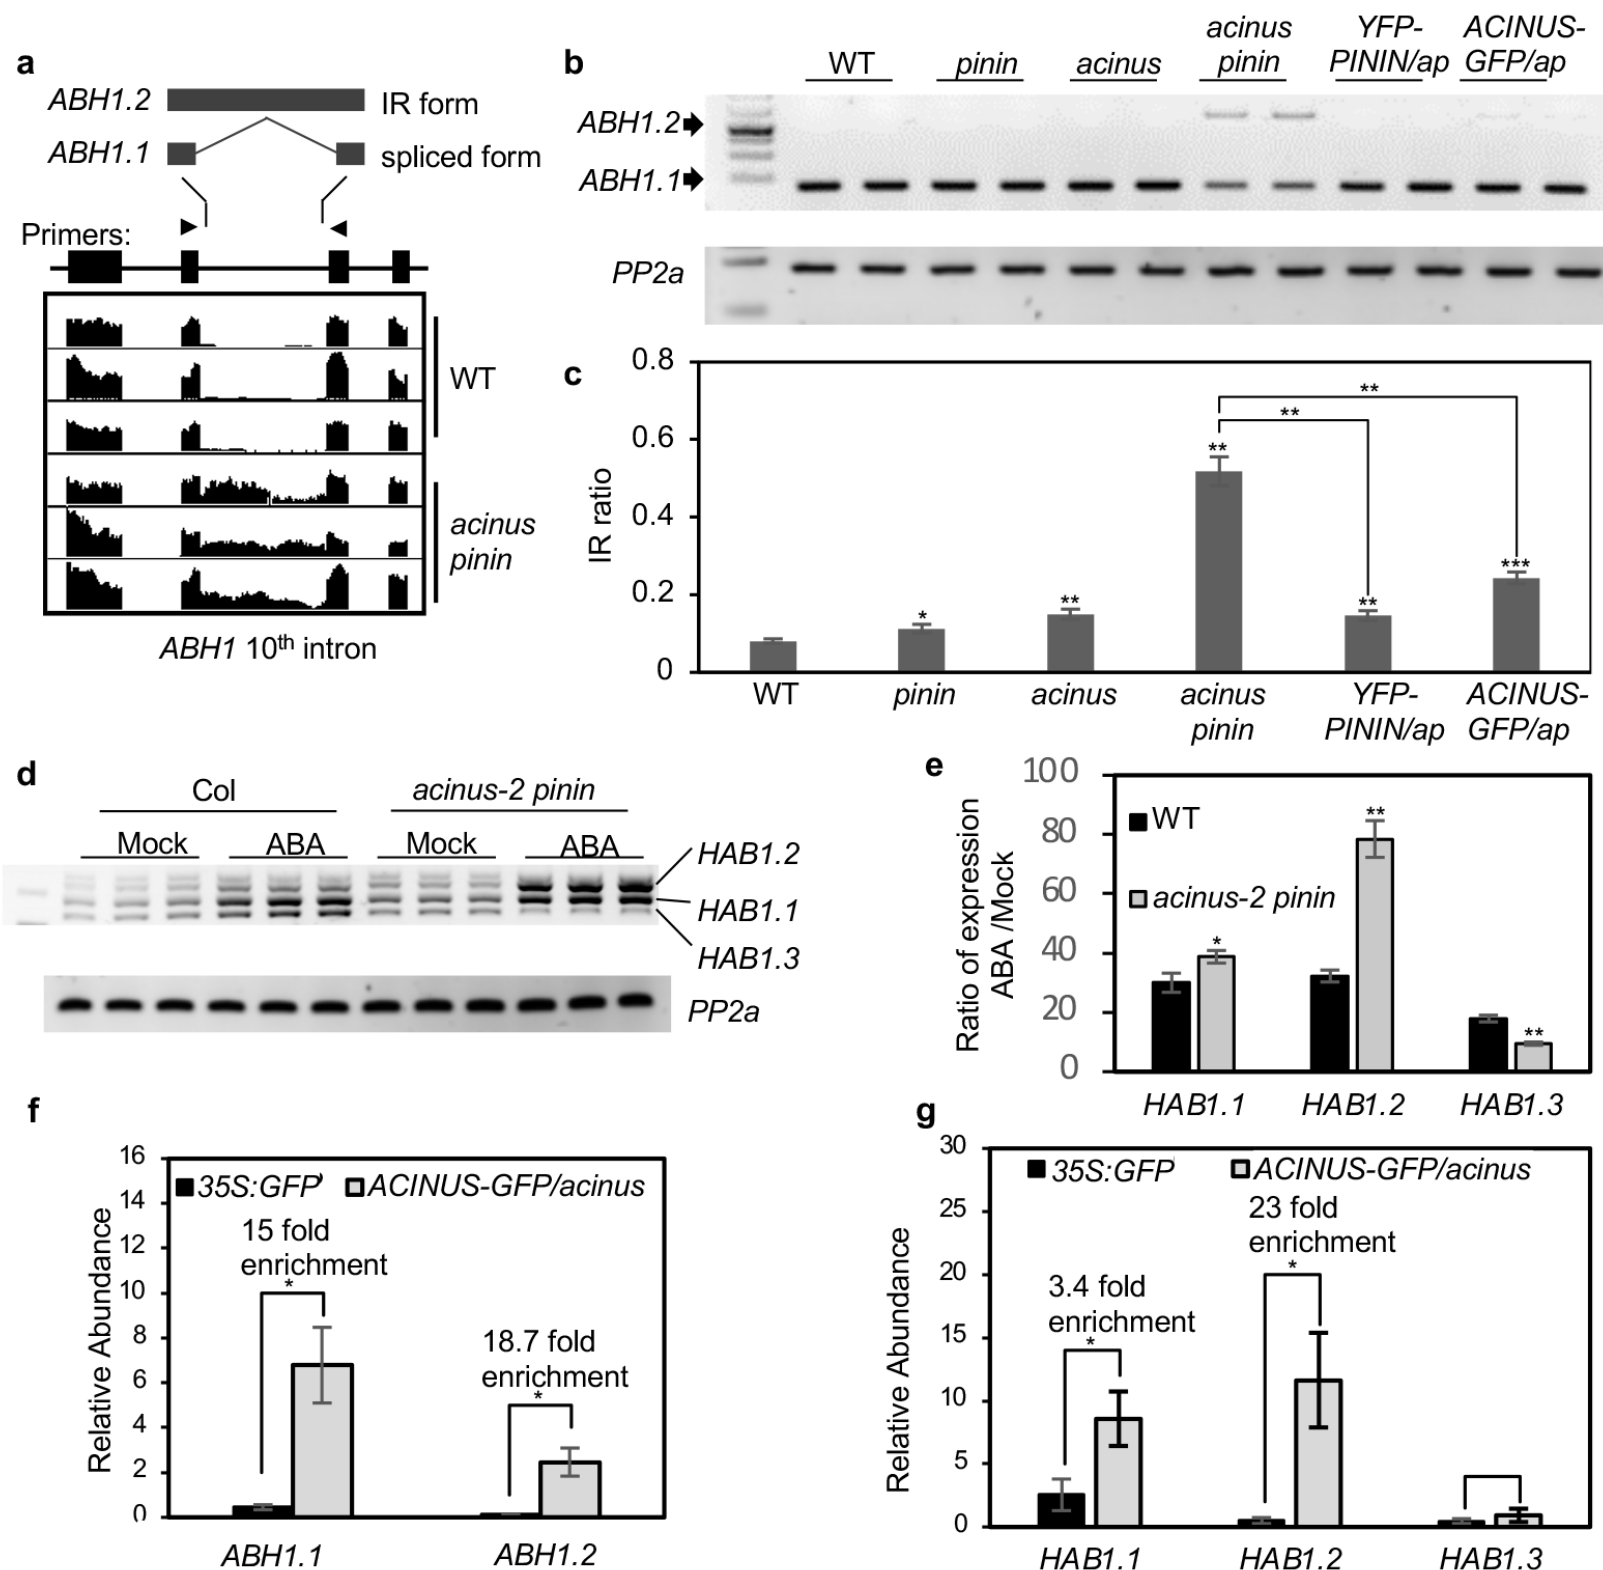 a
ABH1.2
IR form
ABH1.1
spliced form
Primers:
WT
acinus
pinin
ABH1 10th intron
b
WT
pinin
acinus
acinus
pinin
YFP-
PININ/ap
ACINUS-
GFP/ap
ABH1.2
ABH1.1
PP2a
c
0.8
0.6
0.4
0.2
0
IR ratio
*
**
**
**
***
**
**
WT
pinin
acinus
acinus
pinin
YFP-
PININ/ap
ACINUS-
GFP/ap
d
Col
acinus-2 pinin
Mock
ABA
Mock
ABA
HAB1.2
HAB1.1
HAB1.3
PP2a
e
100
80
60
40
20
0
Ratio of expression
ABA /Mock
WT
acinus-2 pinin
*
**
**
HAB1.1
HAB1.2
HAB1.3
f
16
14
12
10
8
6
4
2
0
Relative Abundance
35S:GFP
ACINUS-GFP/acinus
15 fold
enrichment
*
18.7 fold
enrichment
*
ABH1.1
ABH1.2
g
30
25
20
15
10
5
0
Relative Abundance
35S:GFP
ACINUS-GFP/acinus
3.4 fold
enrichment
*
23 fold
enrichment
*
HAB1.1
HAB1.2
HAB1.3